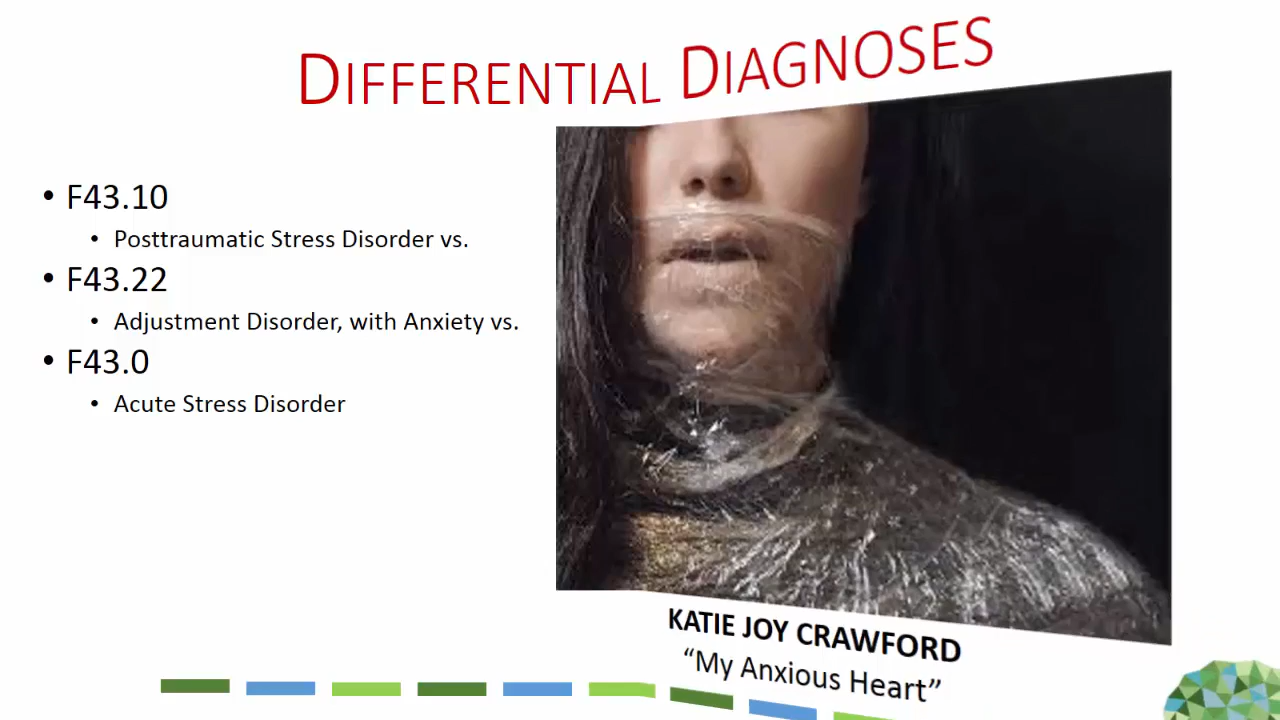 DIFFERENTIAL DIAGNOSES
• F43.10
• Posttraumatic Stress Disorder vs.
• F43.22
• Adjustment Disorder, with Anxiety vs.
• F43.0
• Acute Stress Disorder
KATIE JOY CRAWFORD
“My Anxious Heart”